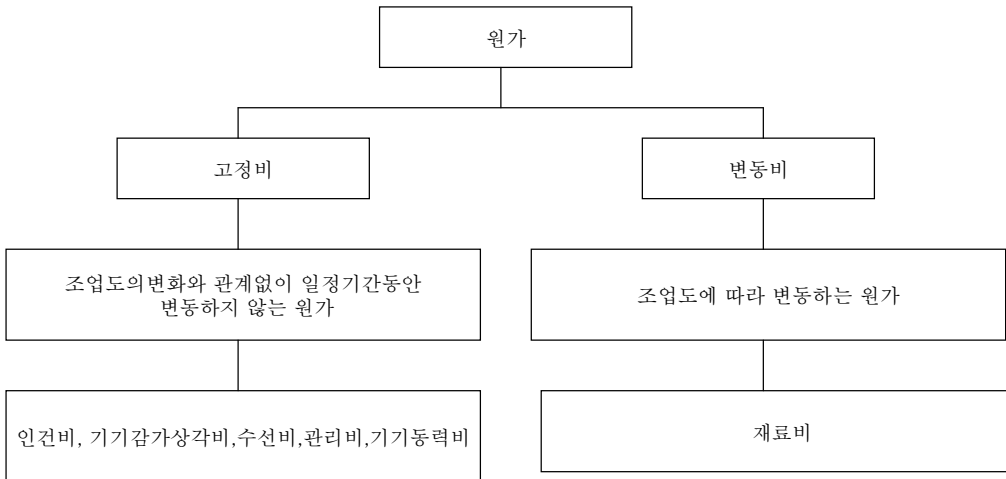 원가
고정비
변동비
조업도의변화와 관계없이 일정기간동안
변동하지 않는 원가
조업도에 따라 변동하는 원가
인건비, 기기감가상각비,수선비,관리비,기기동력비
재료비